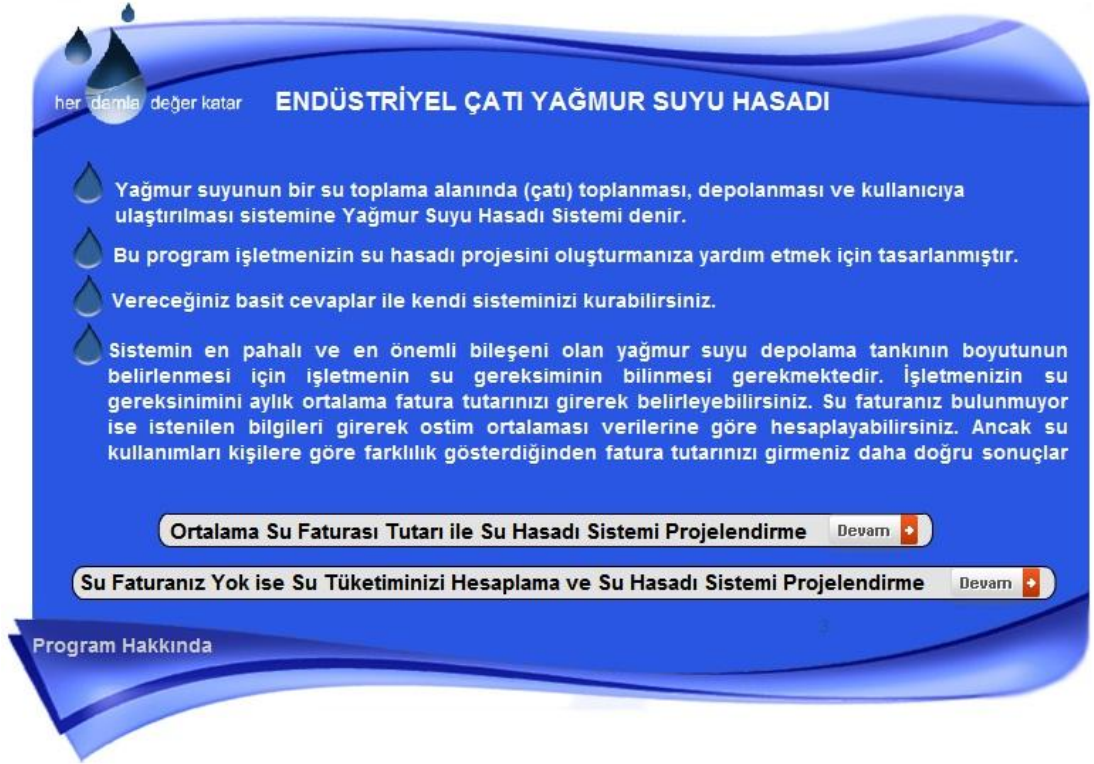 her damla değer katar
ENDÜSTRİYEL ÇATI YAĞMUR SUYU HASADI
Yağmur suyunun bir su toplama alanında (çatı) toplanması, depolanması ve kullanıcıya
ulaştırılması sistemine Yağmur Suyu Hasadı Sistemi denir.
Bu program işletmenizin su hasadı projesini oluşturmanıza yardım etmek için tasarlanmıştır.
Vereceğiniz basit cevaplar ile kendi sisteminizi kurabilirsiniz.
Sistemin en pahalı ve en önemli bileşeni olan yağmur suyu depolama tankının boyutunun
belirlenmesi için işletmenin su gereksiminin bilinmesi gerekmektedir. İşletmenizin su
gereksinimini aylık ortalama fatura tutarınızı girerek belirleyebilirsiniz. Su faturanız bulunmuyor
ise istenilen bilgileri girerek ostim ortalaması verilerine göre hesaplayabilirsiniz. Ancak su
kullanımları kişilere göre farklılık gösterdiğinden fatura tutarınızı girmeniz daha doğru sonuçlar
Ortalama Su Faturası Tutarı ile Su Hasadı Sistemi Projelendirme Devam
Su Faturanız Yok ise Su Tüketiminizi Hesaplama ve Su Hasadı Sistemi Projelendirme Devam
3
Program Hakkında